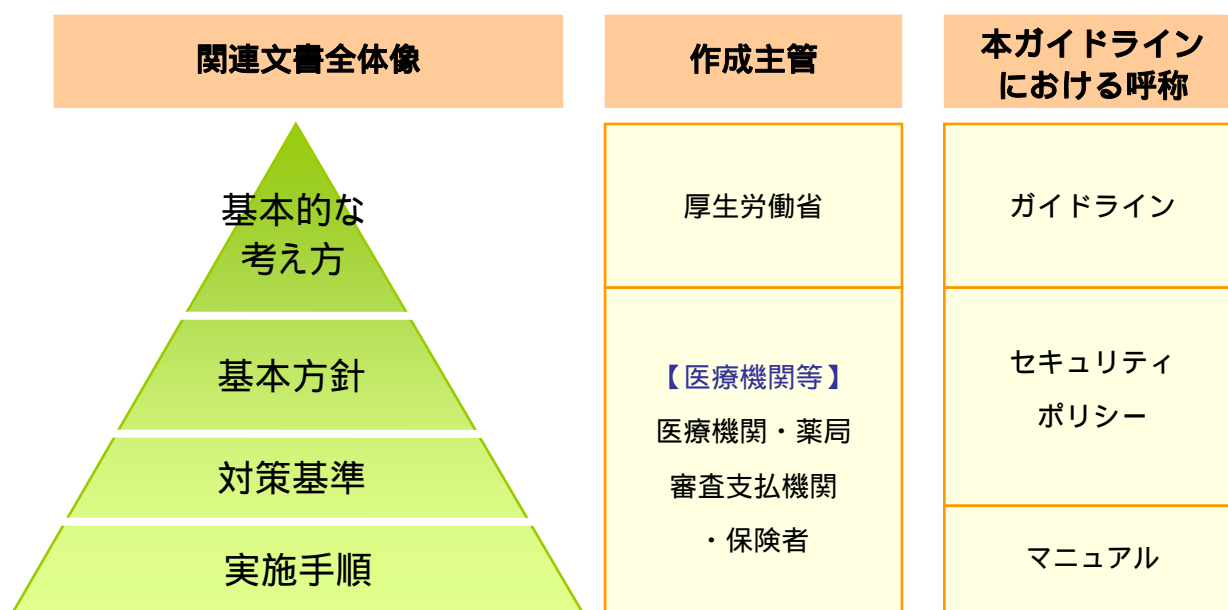 関連文書全体像
作成主管
本ガイドライン
における呼称
基本的な
考え方
基本方針
対策基準
実施手順
厚生労働省
【医療機関等】
医療機関・薬局
審査支払機関
・保険者
ガイドライン
セキュリティ
ポリシー
マニュアル